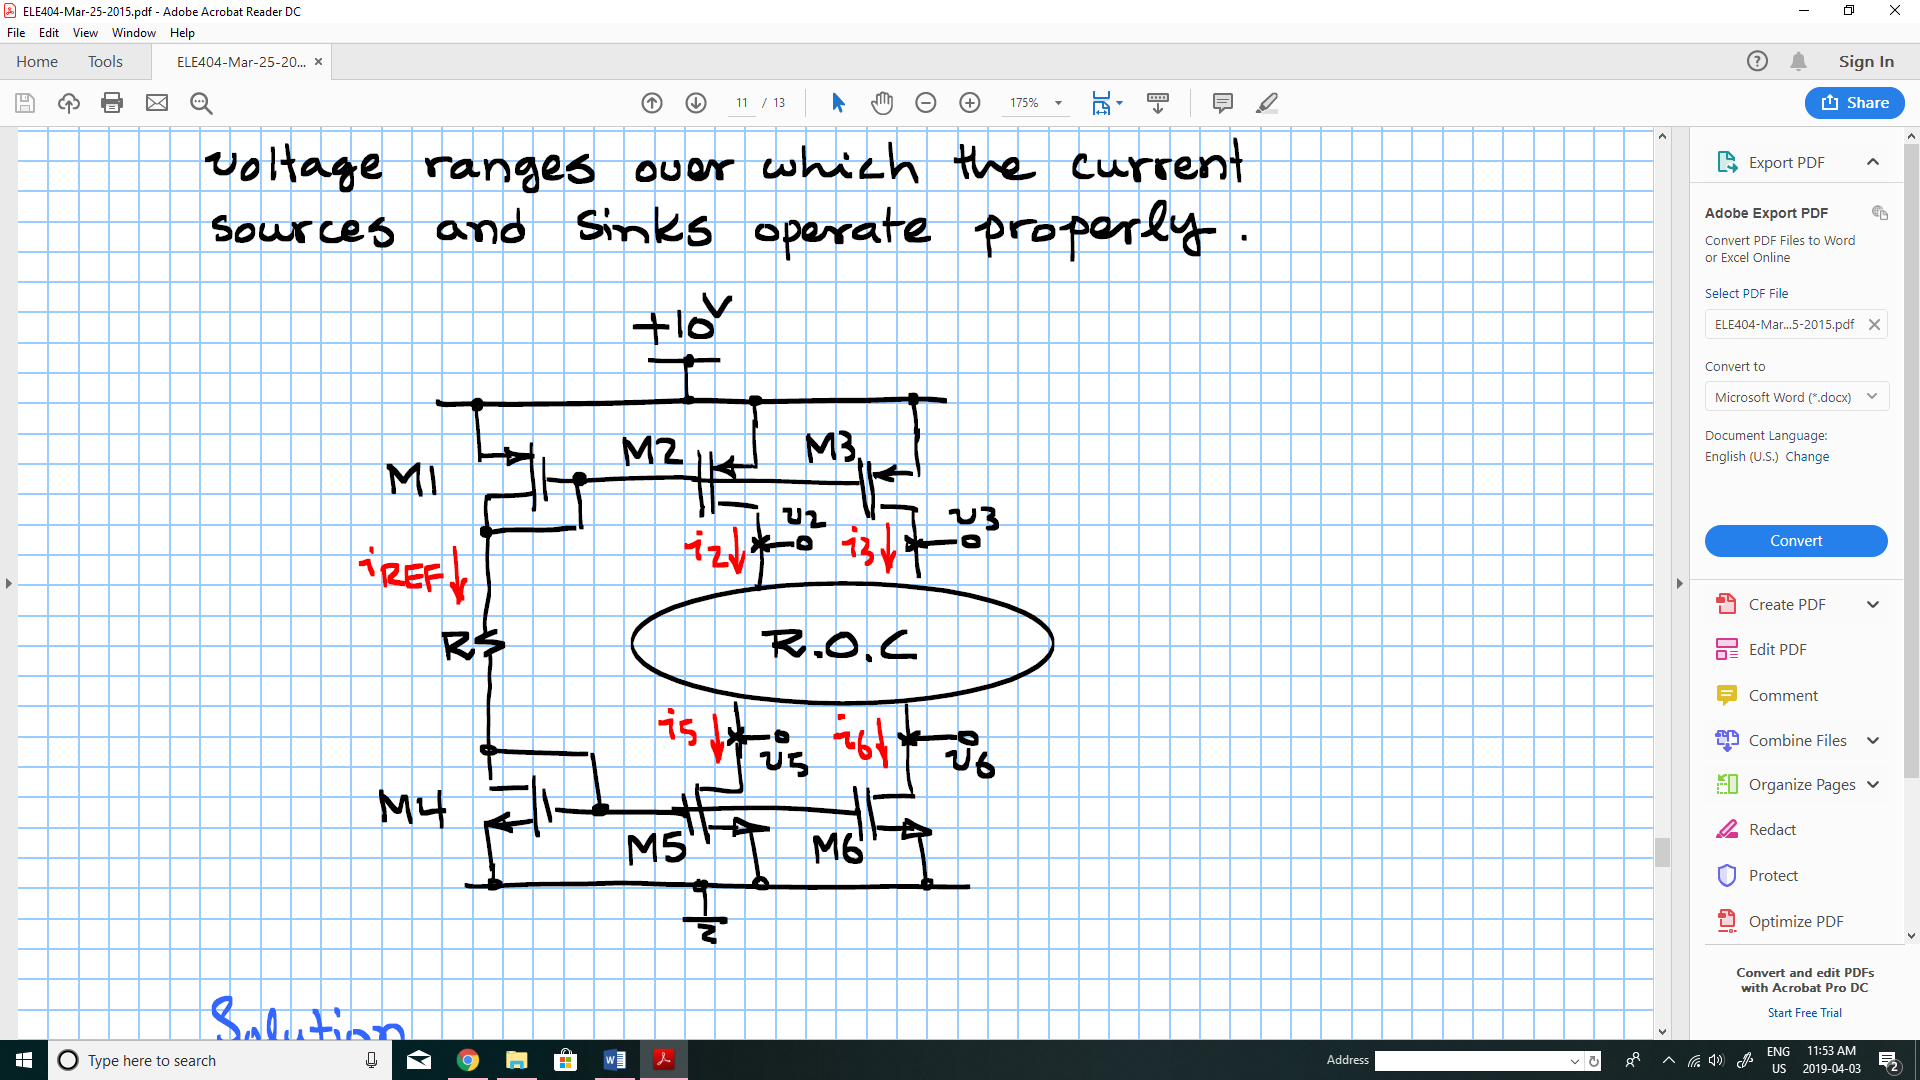 ELE404-Mar-25-2015.pdf - Adobe Acrobat Reader DC
File Edit View Window Help
Home Tools ELE404-Mar-25-20... × Sign In
11 / 13 175% Share
voltage ranges over which the current
sources and sinks operate properly.
+10V
M1 M2 M3
i2 v2 i3 v3
iREF
R
R.O.C
i5 v5 i6 v6
M4 M5 M6
Solution
Export PDF
Adobe Export PDF
Convert PDF Files to Word
or Excel Online
Select PDF File
ELE404-Mar...5-2015.pdf
Convert to
Microsoft Word (*.docx)
Document Language:
English (U.S.) Change
Convert
Create PDF
Edit PDF
Comment
Combine Files
Organize Pages
Redact
Protect
Optimize PDF
Convert and edit PDFs
with Acrobat Pro DC
Start Free Trial
Type here to search Address ENG
US 11:53 AM
2019-04-03 2